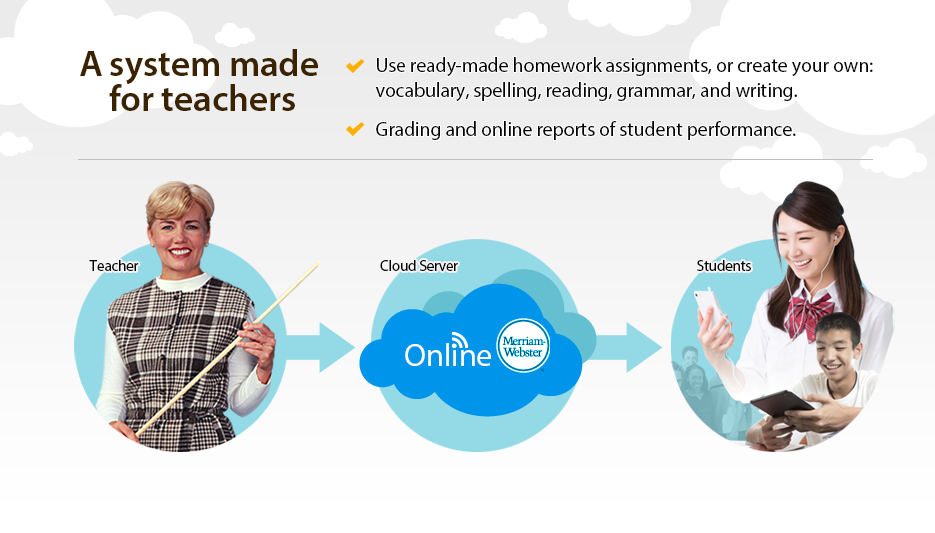 A system made
for teachers
Use ready-made homework assignments, or create your own:
vocabulary, spelling, reading, grammar, and writing.
Grading and online reports of student performance.
Teacher
Cloud Server
Students
Online
Merriam-
Webster